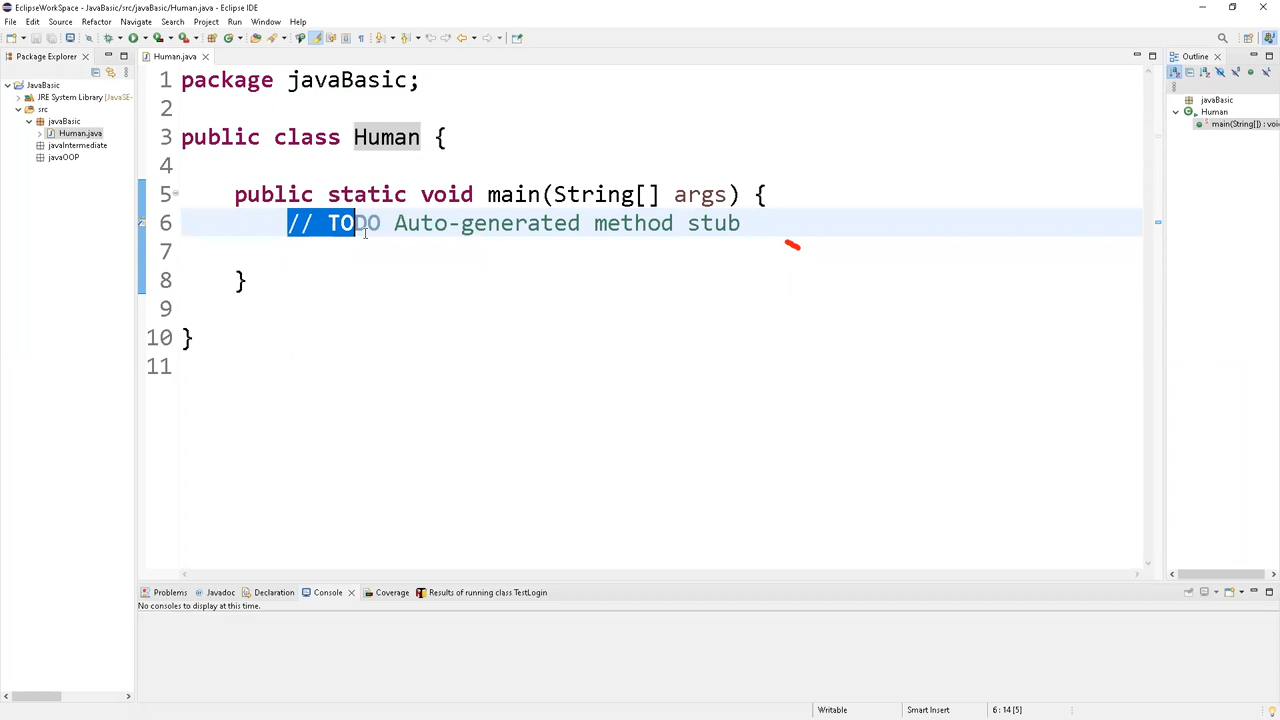 EclipseWorkSpace - JavaBasic/src/javaBasic/Human.java - Eclipse IDE
File Edit Source Refactor Navigate Search Project Run Window Help
Package Explorer
JavaBasic
JRE System Library [JavaSE-
src
javaBasic
Human.java
javaIntermediate
javaOOP
Human.java
1 package javaBasic;
2
3 public class Human {
4
5 public static void main(String[] args) {
6 // TODO Auto-generated method stub
7
8 }
9
10 }
11
Outline
javaBasic
Human
main(String[]) : voi
Problems Javadoc Declaration Console Coverage Results of running class TestLogin
No consoles to display at this time.
Writable Smart Insert 6 : 14 [5]